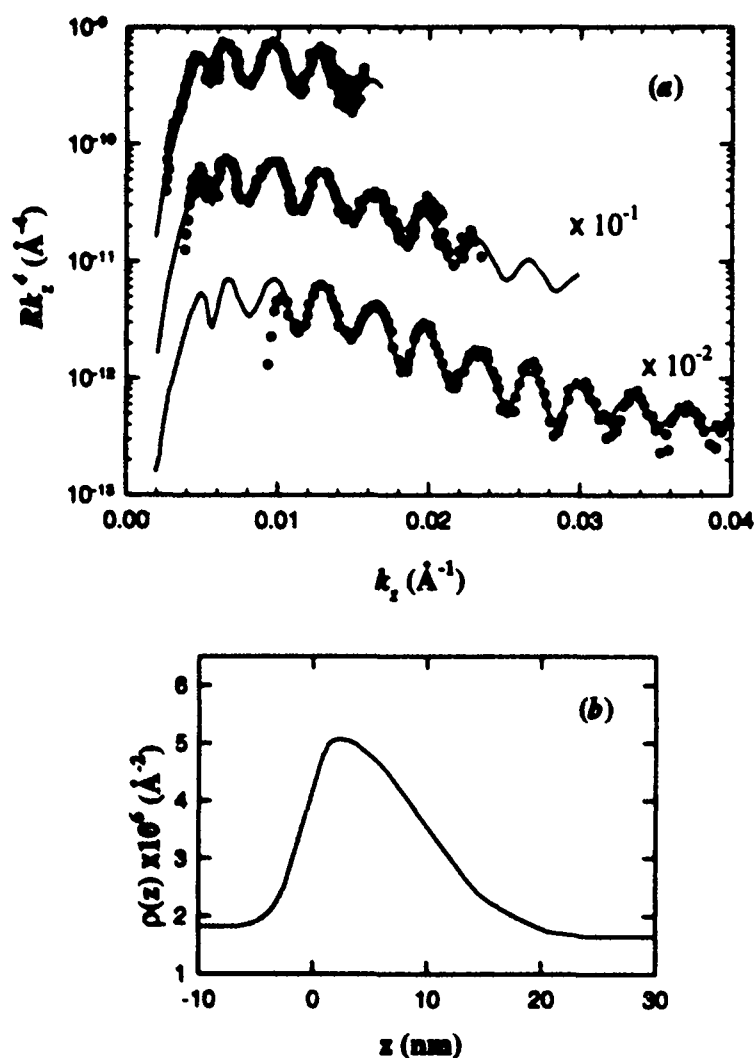 10⁻⁹
(a)
10⁻¹⁰
x 10⁻¹
10⁻¹¹
Rk_z⁴ (Å⁻⁴)
x 10⁻²
10⁻¹²
10⁻¹³
0.00 0.01 0.02 0.03 0.04
k_z (Å⁻¹)
6
(b)
5
4
ρ(z) x10⁶ (Å⁻²)
3
2
1
-10 0 10 20 30
z (nm)